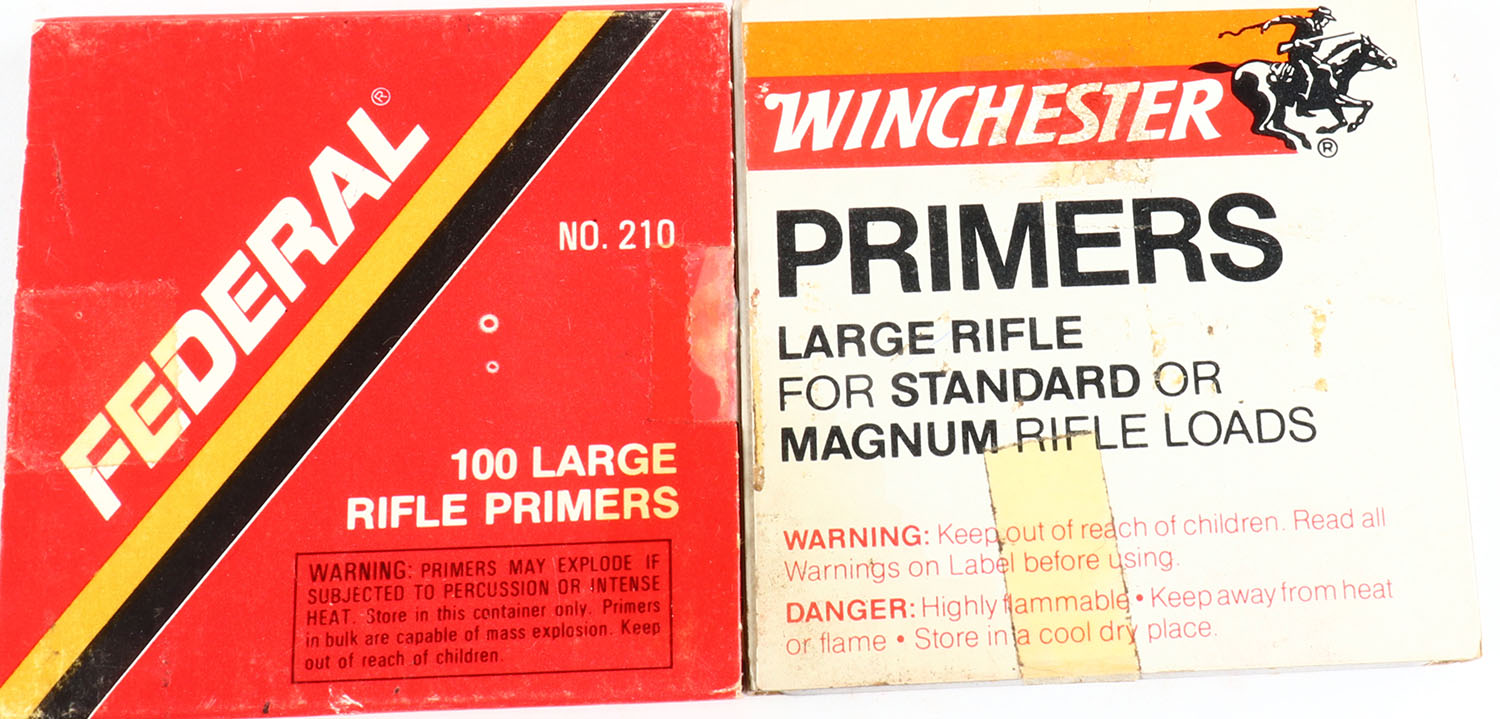 FEDERAL®
NO. 210
100 LARGE
RIFLE PRIMERS
WARNING: PRIMERS MAY EXPLODE IF
SUBJECTED TO PERCUSSION OR INTENSE
HEAT. Store in this container only. Primers
in bulk are capable of mass explosion. Keep
out of reach of children.
WINCHESTER
®
PRIMERS
LARGE RIFLE
FOR STANDARD OR
MAGNUM RIFLE LOADS
WARNING: Keep out of reach of children. Read all
Warnings on Label before using.
DANGER: Highly flammable • Keep away from heat
or flame • Store in a cool dry place.